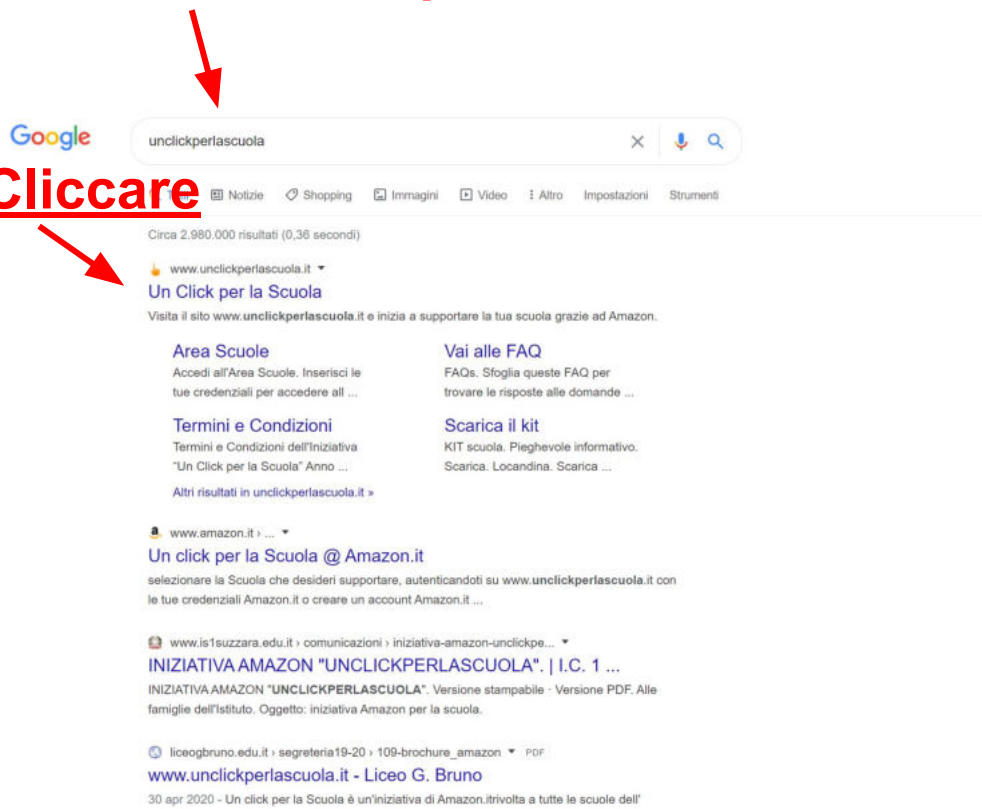 Google
unclickperlascuola
Cliccare
Notizie Shopping Immagini Video Altro Impostazioni Strumenti
Circa 2.980.000 risultati (0,36 secondi)
www.unclickperlascuola.it
Un Click per la Scuola
Visita il sito www.unclickperlascuola.it e inizia a supportare la tua scuola grazie ad Amazon.
Area Scuole
Accedi all'Area Scuole. Inserisci le
tue credenziali per accedere all ...
Vai alle FAQ
FAQs. Sfoglia queste FAQ per
trovare le risposte alle domande ...
Termini e Condizioni
Termini e Condizioni dell'Iniziativa
"Un Click per la Scuola" Anno ...
Scarica il kit
KIT scuola. Pieghevole informativo.
Scarica. Locandina. Scarica ...
Altri risultati in unclickperlascuola.it »
www.amazon.it › ...
Un click per la Scuola @ Amazon.it
selezionare la Scuola che desideri supportare, autenticandoti su www.unclickperlascuola.it con
le tue credenziali Amazon.it o creare un account Amazon.it ...
www.is1suzzara.edu.it › comunicazioni › iniziativa-amazon-unclickpe...
INIZIATIVA AMAZON "UNCLICKPERLASCUOLA". | I.C. 1 ...
INIZIATIVA AMAZON "UNCLICKPERLASCUOLA". Versione stampabile · Versione PDF. Alle
famiglie dell'Istituto. Oggetto: iniziativa Amazon per la scuola.
liceogbruno.edu.it › segreteria19-20 › 109-brochure_amazon PDF
www.unclickperlascuola.it - Liceo G. Bruno
30 apr 2020 - Un click per la Scuola è un'iniziativa di Amazon.itrivolta a tutte le scuole dell'